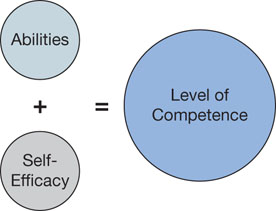 Abilities
+
=
Level of
Competence
Self-
Efficacy